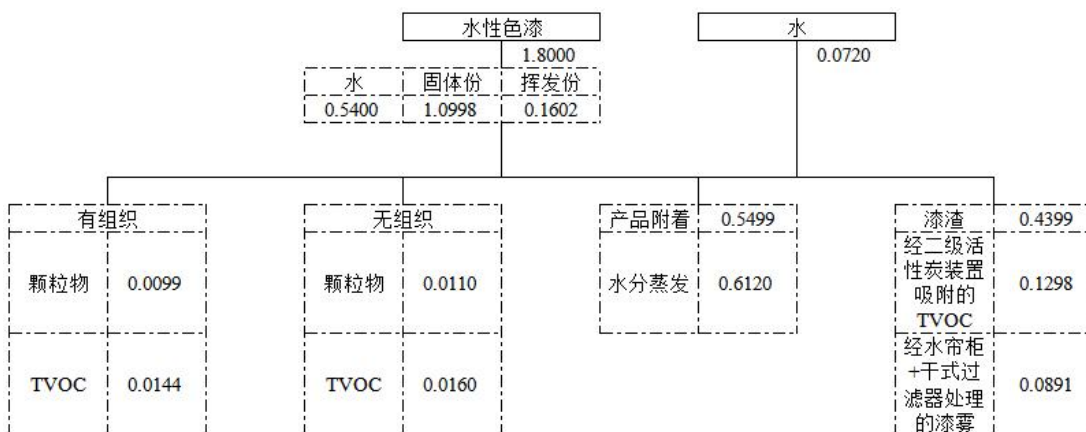 水性色漆
水
1.8000
0.0720
水
固体份
挥发份
0.5400
1.0998
0.1602
有组织
颗粒物
0.0099
TVOC
0.0144
无组织
颗粒物
0.0110
TVOC
0.0160
产品附着
0.5499
水分蒸发
0.6120
漆渣
0.4399
经二级活
性炭装置
吸附的
TVOC
0.1298
经水帘柜
+干式过
滤器处理
的漆雾
0.0891